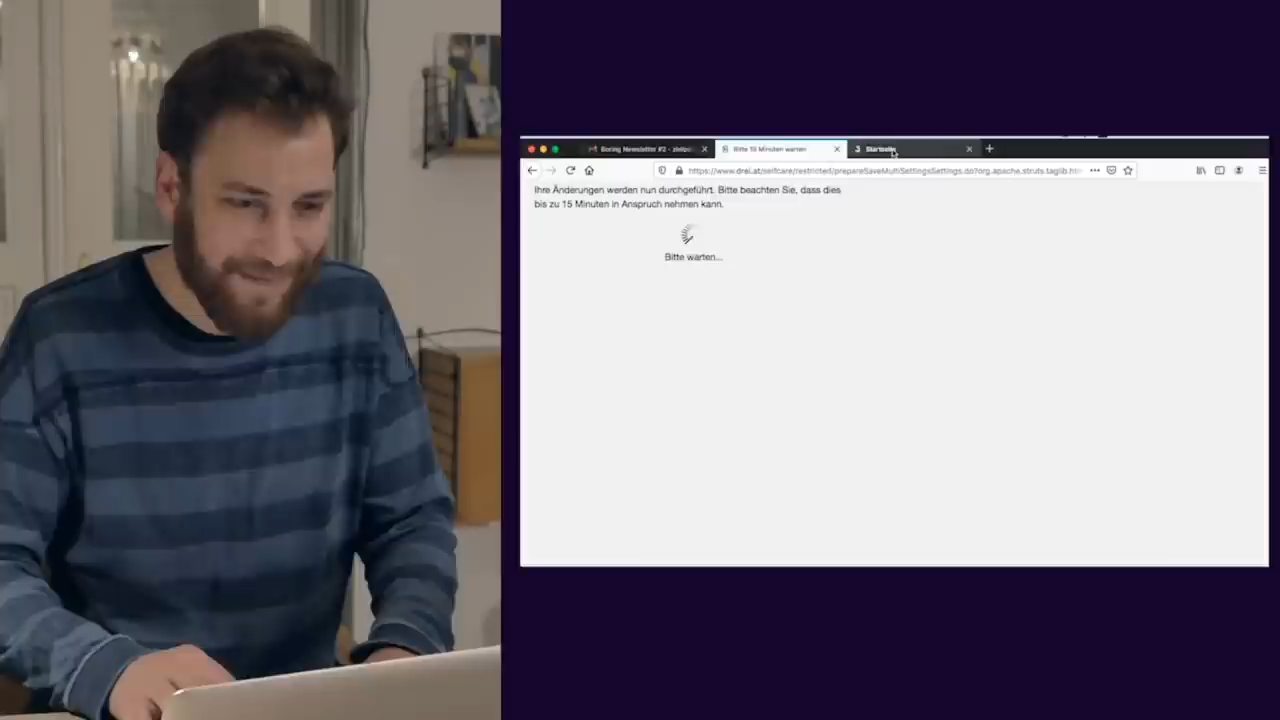 Boring Newsletter #2 -
Bitte 15 Minuten warten
Startseite
https://www.drei.at/selfcare/restricted/prepareSaveMultiSettingsSettings.do?org.apache.struts.taglib.ht
Ihre Änderungen werden nun durchgeführt. Bitte beachten Sie, dass dies
bis zu 15 Minuten in Anspruch nehmen kann.
Bitte warten...